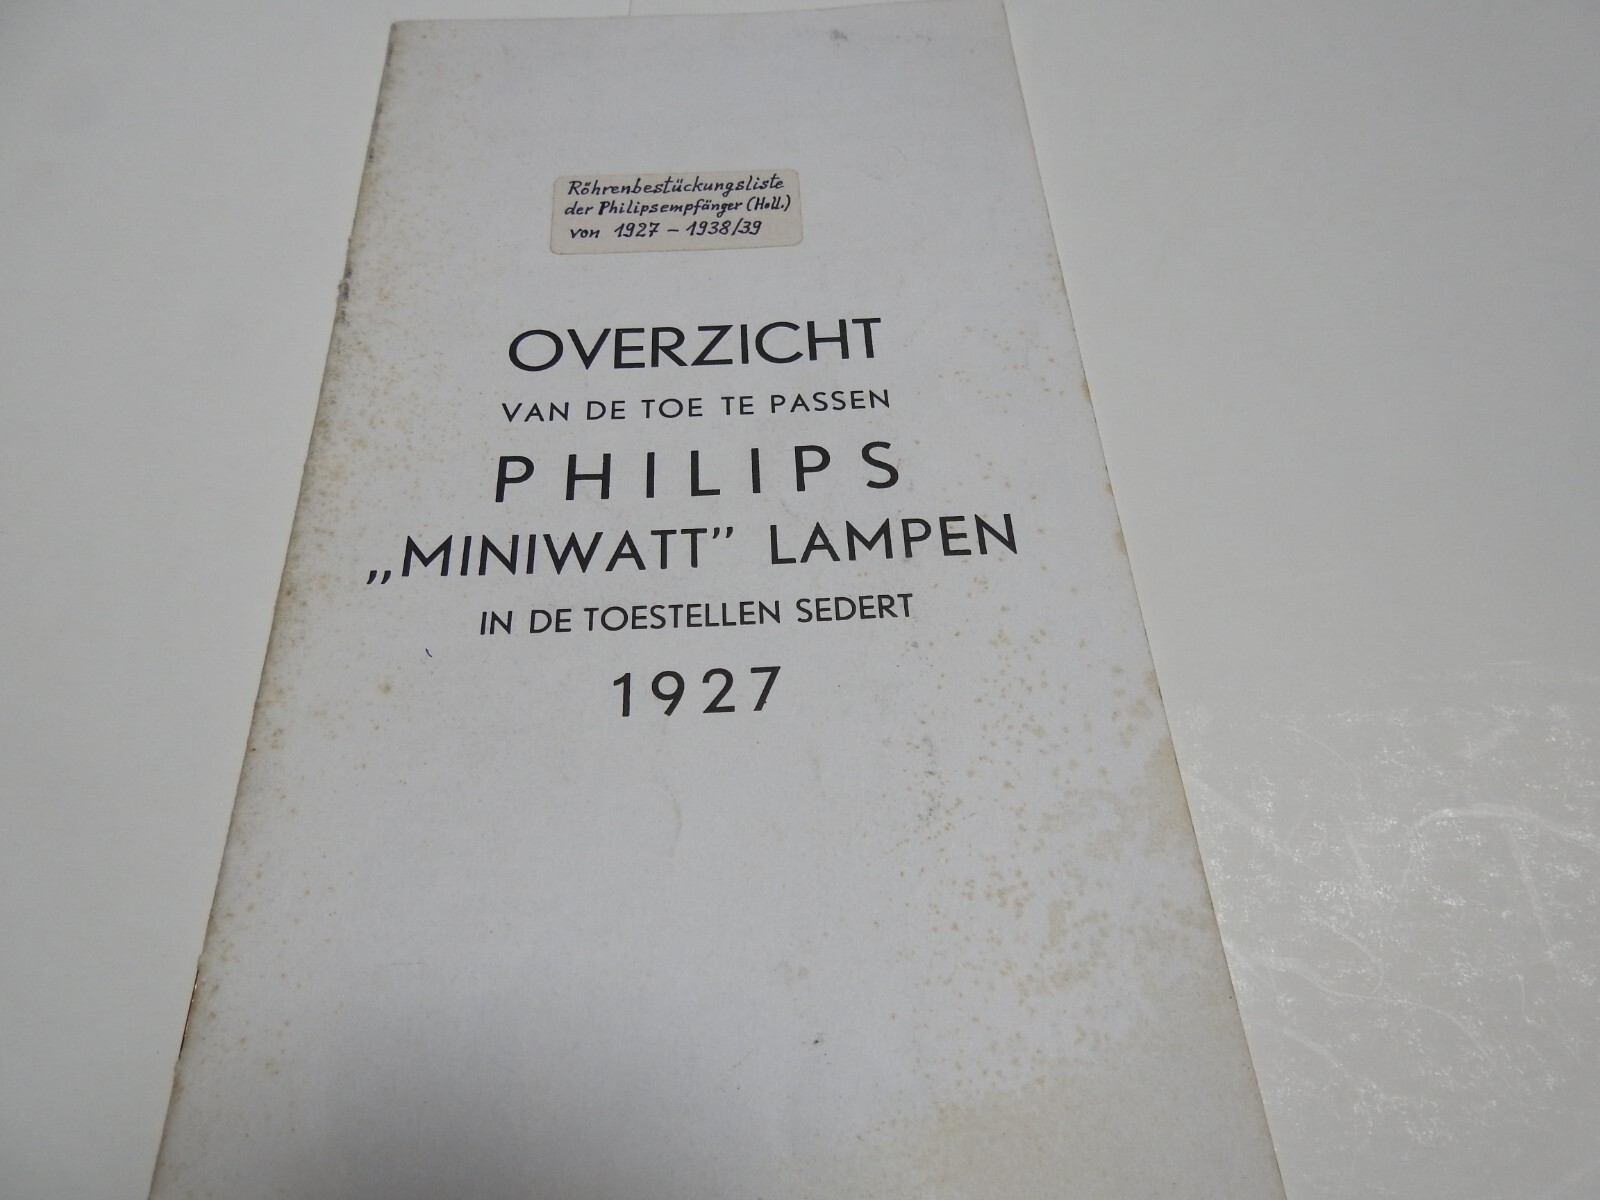 Röhrenbestückungsliste
der Philipsempfänger (Holl.)
von 1927 - 1938/39
OVERZICHT
VAN DE TOE TE PASSEN
PHILIPS
„MINIWATT” LAMPEN
IN DE TOESTELLEN SEDERT
1927